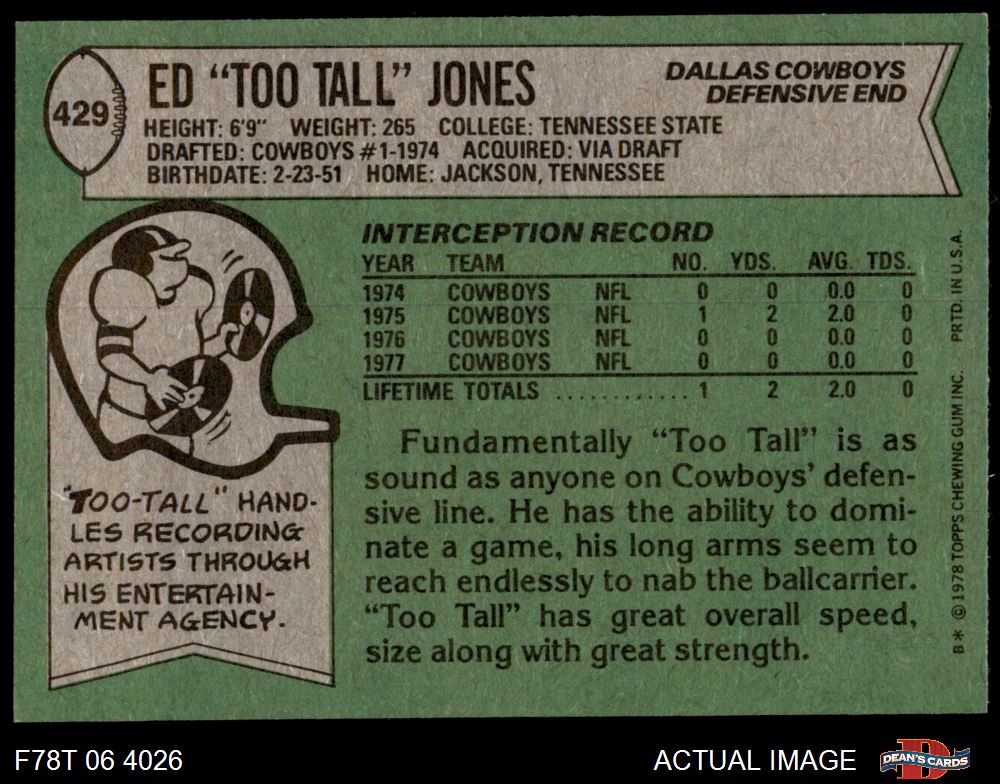 429
ED “TOO TALL” JONES
DALLAS COWBOYS
DEFENSIVE END
HEIGHT: 6'9" WEIGHT: 265 COLLEGE: TENNESSEE STATE
DRAFTED: COWBOYS #1-1974 ACQUIRED: VIA DRAFT
BIRTHDATE: 2-23-51 HOME: JACKSON, TENNESSEE
INTERCEPTION RECORD
YEAR TEAM NO. YDS. AVG. TDS.
1974 COWBOYS NFL 0 0 0.0 0
1975 COWBOYS NFL 1 2 2.0 0
1976 COWBOYS NFL 0 0 0.0 0
1977 COWBOYS NFL 0 0 0.0 0
LIFETIME TOTALS ............ 1 2 2.0 0
"TOO-TALL" HAND-
LES RECORDING
ARTISTS THROUGH
HIS ENTERTAIN-
MENT AGENCY.
Fundamentally “Too Tall” is as
sound as anyone on Cowboys’ defen-
sive line. He has the ability to domi-
nate a game, his long arms seem to
reach endlessly to nab the ballcarrier.
“Too Tall” has great overall speed,
size along with great strength.
B* © 1978 TOPPS CHEWING GUM INC. PRTD. IN U.S.A.
F78T 06 4026
ACTUAL IMAGE
DEAN'S CARDS